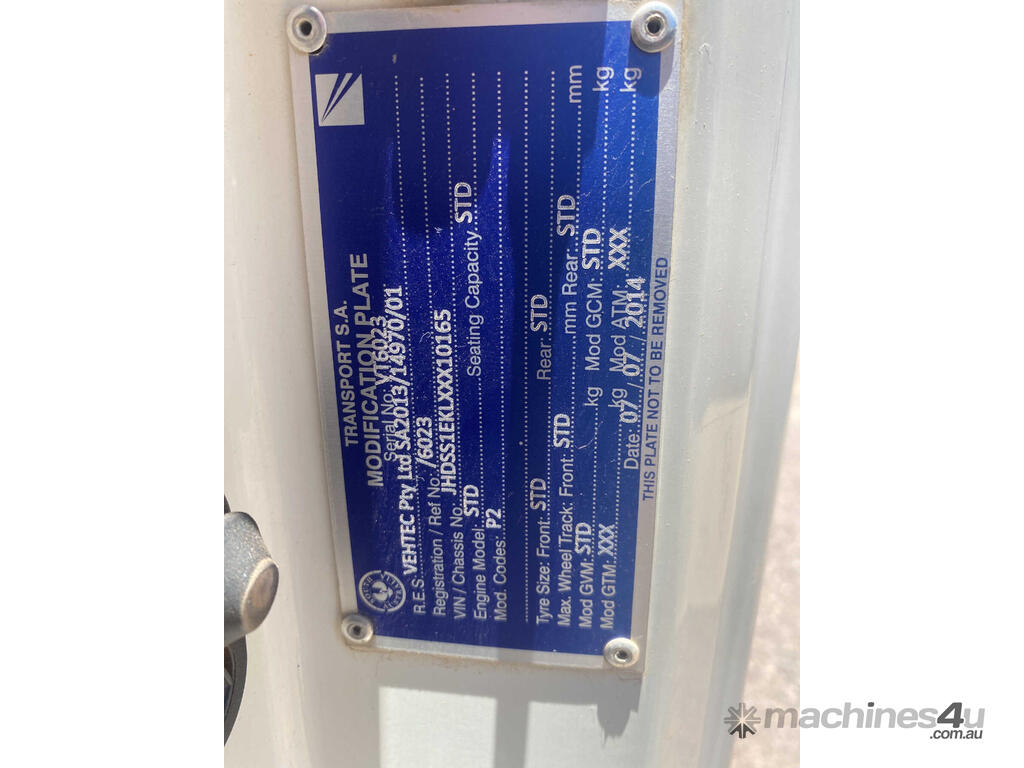 TRANSPORT S.A.
MODIFICATION PLATE
Serial No: V16023
R.E.S. VEHTEC Pty Ltd SA2013/14970/01
Registration / Ref No: /6023
VIN / Chassis No. JHDSS1EKLXXX10165
Engine Model: STD Seating Capacity. STD
Mod. Codes: P2
Tyre Size: Front: STD Rear: STD
Max. Wheel Track: Front: STD mm Rear: STD mm
Mod GVM: STD kg Mod GCM: STD kg
Mod GTM: XXX kg Mod ATM: XXX kg
Date: 07 / 07 / 2014
THIS PLATE NOT TO BE REMOVED
machines4u
.com.au